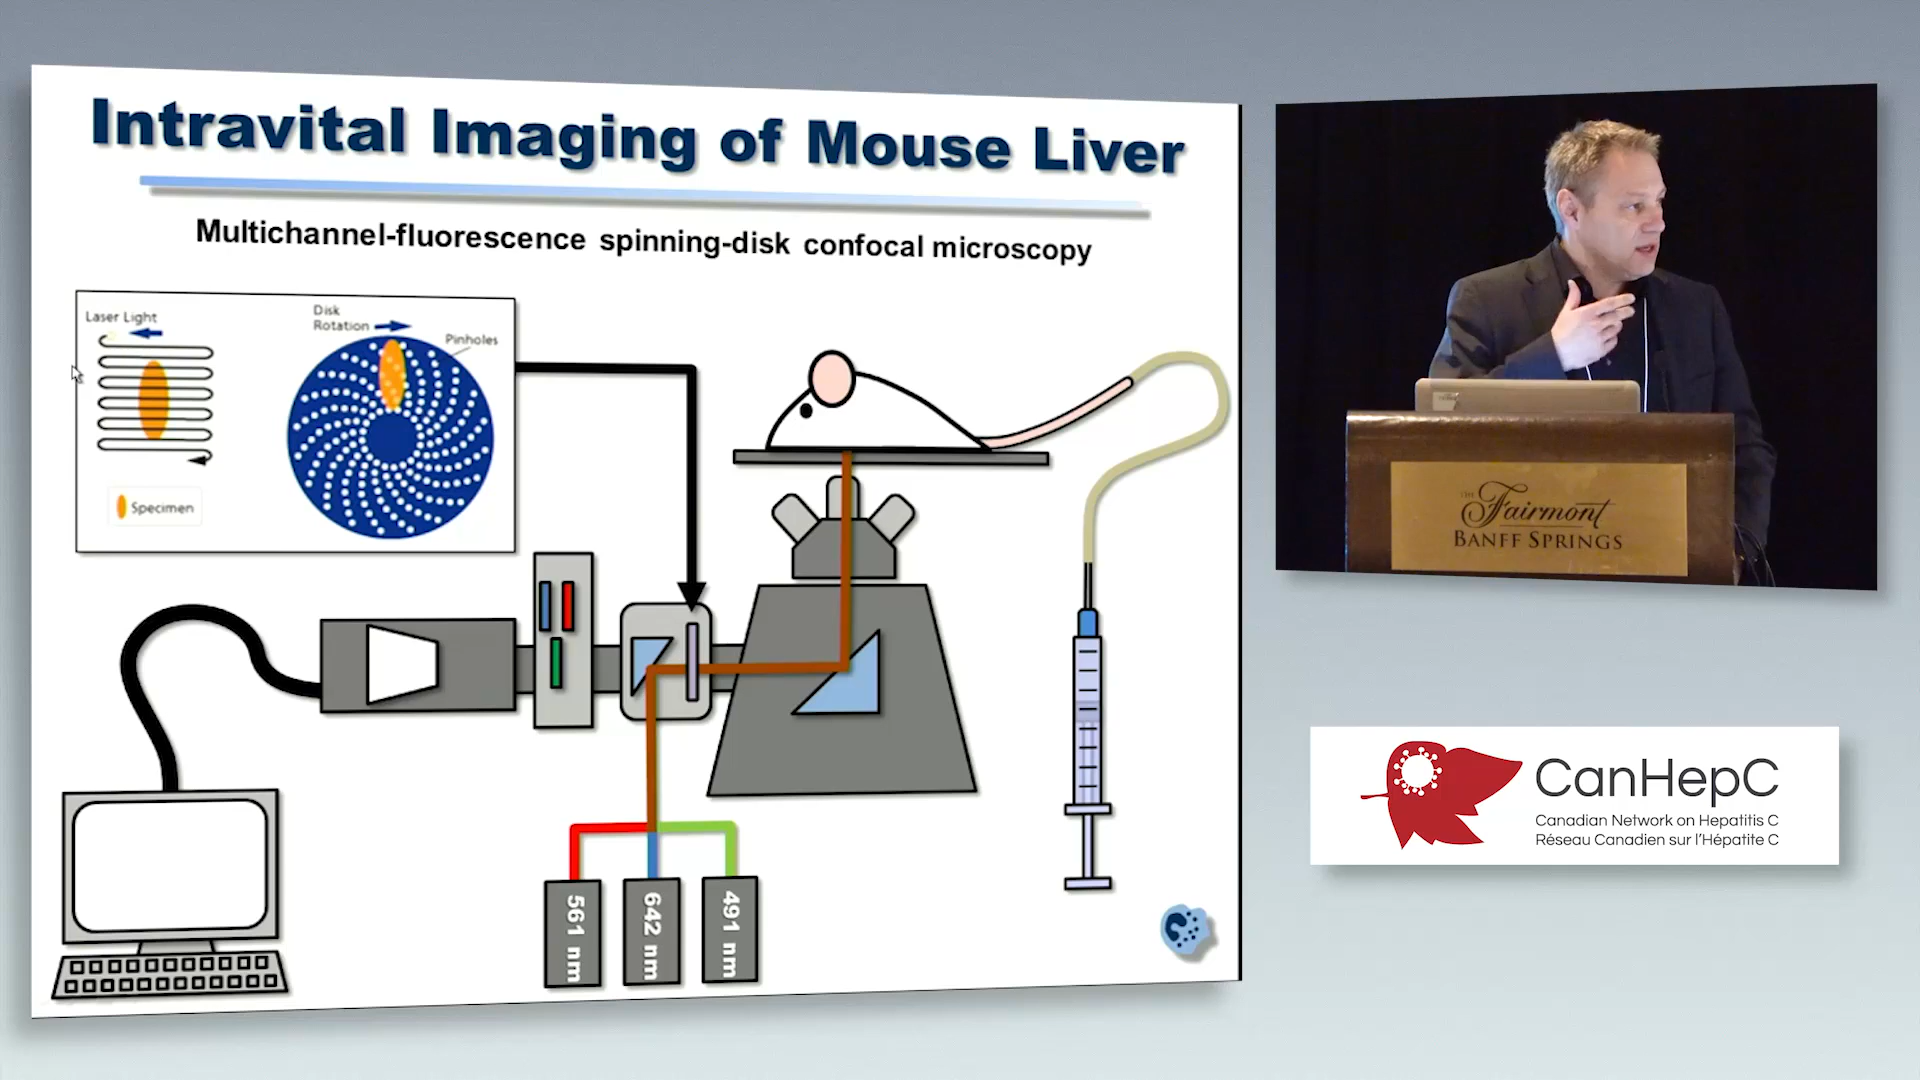 Intravital Imaging of Mouse Liver
Multichannel-fluorescence spinning-disk confocal microscopy
Laser Light
Disk
Rotation
Pinholes
Specimen
561 nm
642 nm
491 nm
THE
Fairmont
BANFF SPRINGS
CanHepC
Canadian Network on Hepatitis C
Réseau Canadien sur l'Hépatite C